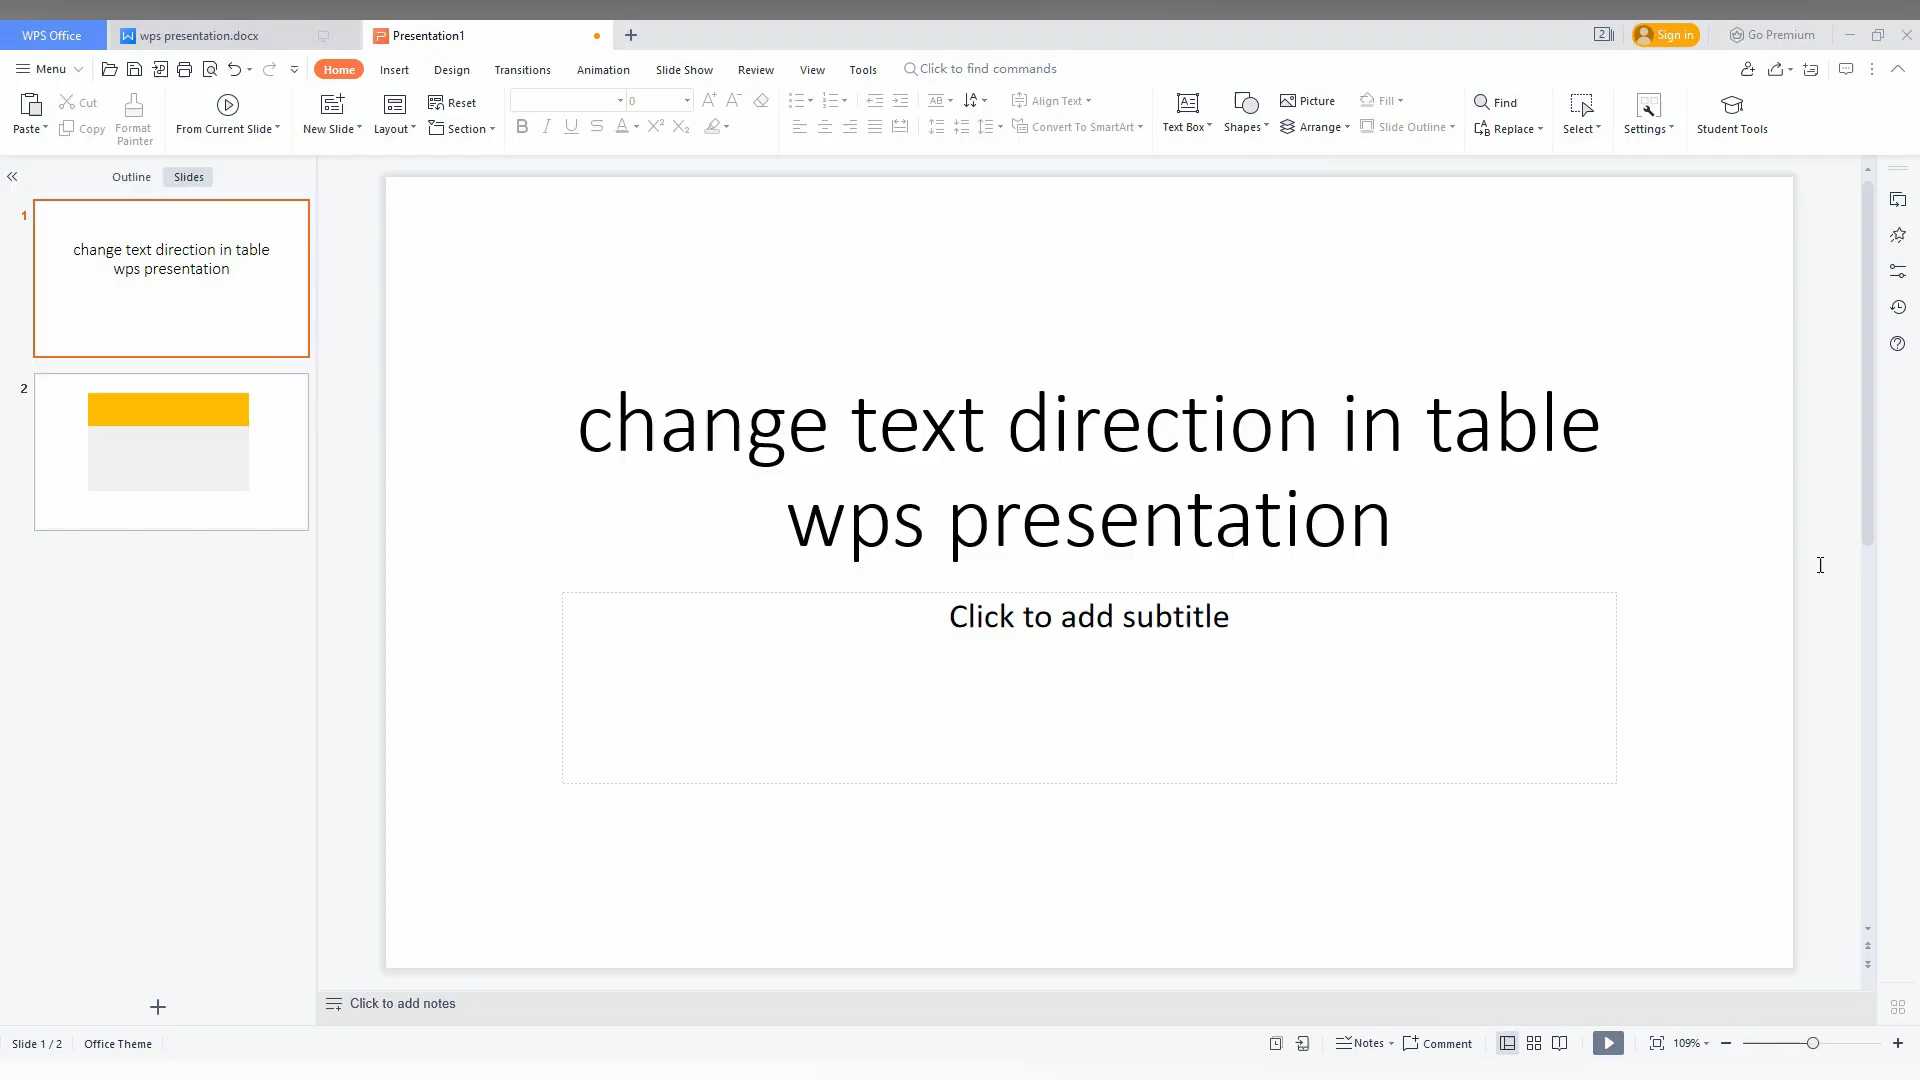 WPS Office
wps presentation.docx
Presentation1
2
Sign in
Go Premium
Menu
Home
Insert
Design
Transitions
Animation
Slide Show
Review
View
Tools
Click to find commands
Paste
Cut
Copy
Format
Painter
From Current Slide
New Slide
Layout
Reset
Section
0
Align Text
Convert To SmartArt
Text Box
Shapes
Picture
Arrange
Fill
Slide Outline
Find
Replace
Select
Settings
Student Tools
Outline
Slides
1
change text direction in table
wps presentation
2
change text direction in table
wps presentation
Click to add subtitle
Click to add notes
Slide 1 / 2
Office Theme
Notes
Comment
109%